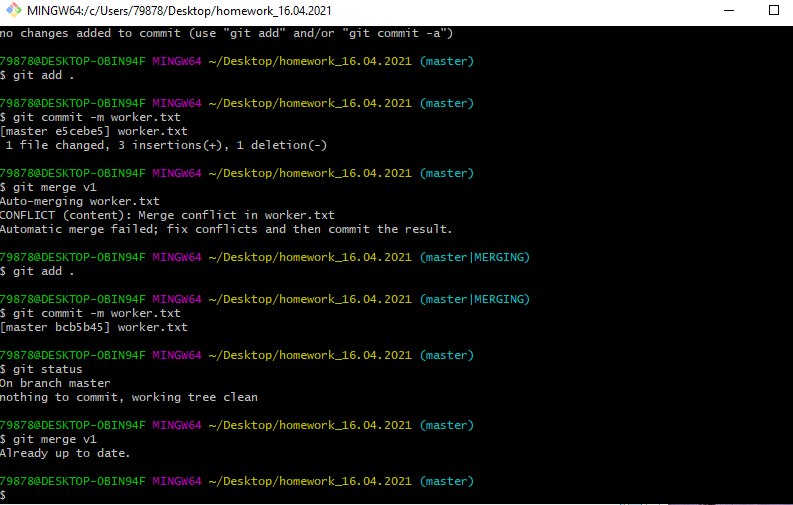 MINGW64:/c/Users/79878/Desktop/homework_16.04.2021
no changes added to commit (use "git add" and/or "git commit -a")
79878@DESKTOP-OBIN94F MINGW64 ~/Desktop/homework_16.04.2021 (master)
$ git add .
79878@DESKTOP-OBIN94F MINGW64 ~/Desktop/homework_16.04.2021 (master)
$ git commit -m worker.txt
[master e5cebe5] worker.txt
 1 file changed, 3 insertions(+), 1 deletion(-)
79878@DESKTOP-OBIN94F MINGW64 ~/Desktop/homework_16.04.2021 (master)
$ git merge v1
Auto-merging worker.txt
CONFLICT (content): Merge conflict in worker.txt
Automatic merge failed; fix conflicts and then commit the result.
79878@DESKTOP-OBIN94F MINGW64 ~/Desktop/homework_16.04.2021 (master|MERGING)
$ git add .
79878@DESKTOP-OBIN94F MINGW64 ~/Desktop/homework_16.04.2021 (master|MERGING)
$ git commit -m worker.txt
[master bcb5b45] worker.txt
79878@DESKTOP-OBIN94F MINGW64 ~/Desktop/homework_16.04.2021 (master)
$ git status
On branch master
nothing to commit, working tree clean
79878@DESKTOP-OBIN94F MINGW64 ~/Desktop/homework_16.04.2021 (master)
$ git merge v1
Already up to date.
79878@DESKTOP-OBIN94F MINGW64 ~/Desktop/homework_16.04.2021 (master)
$